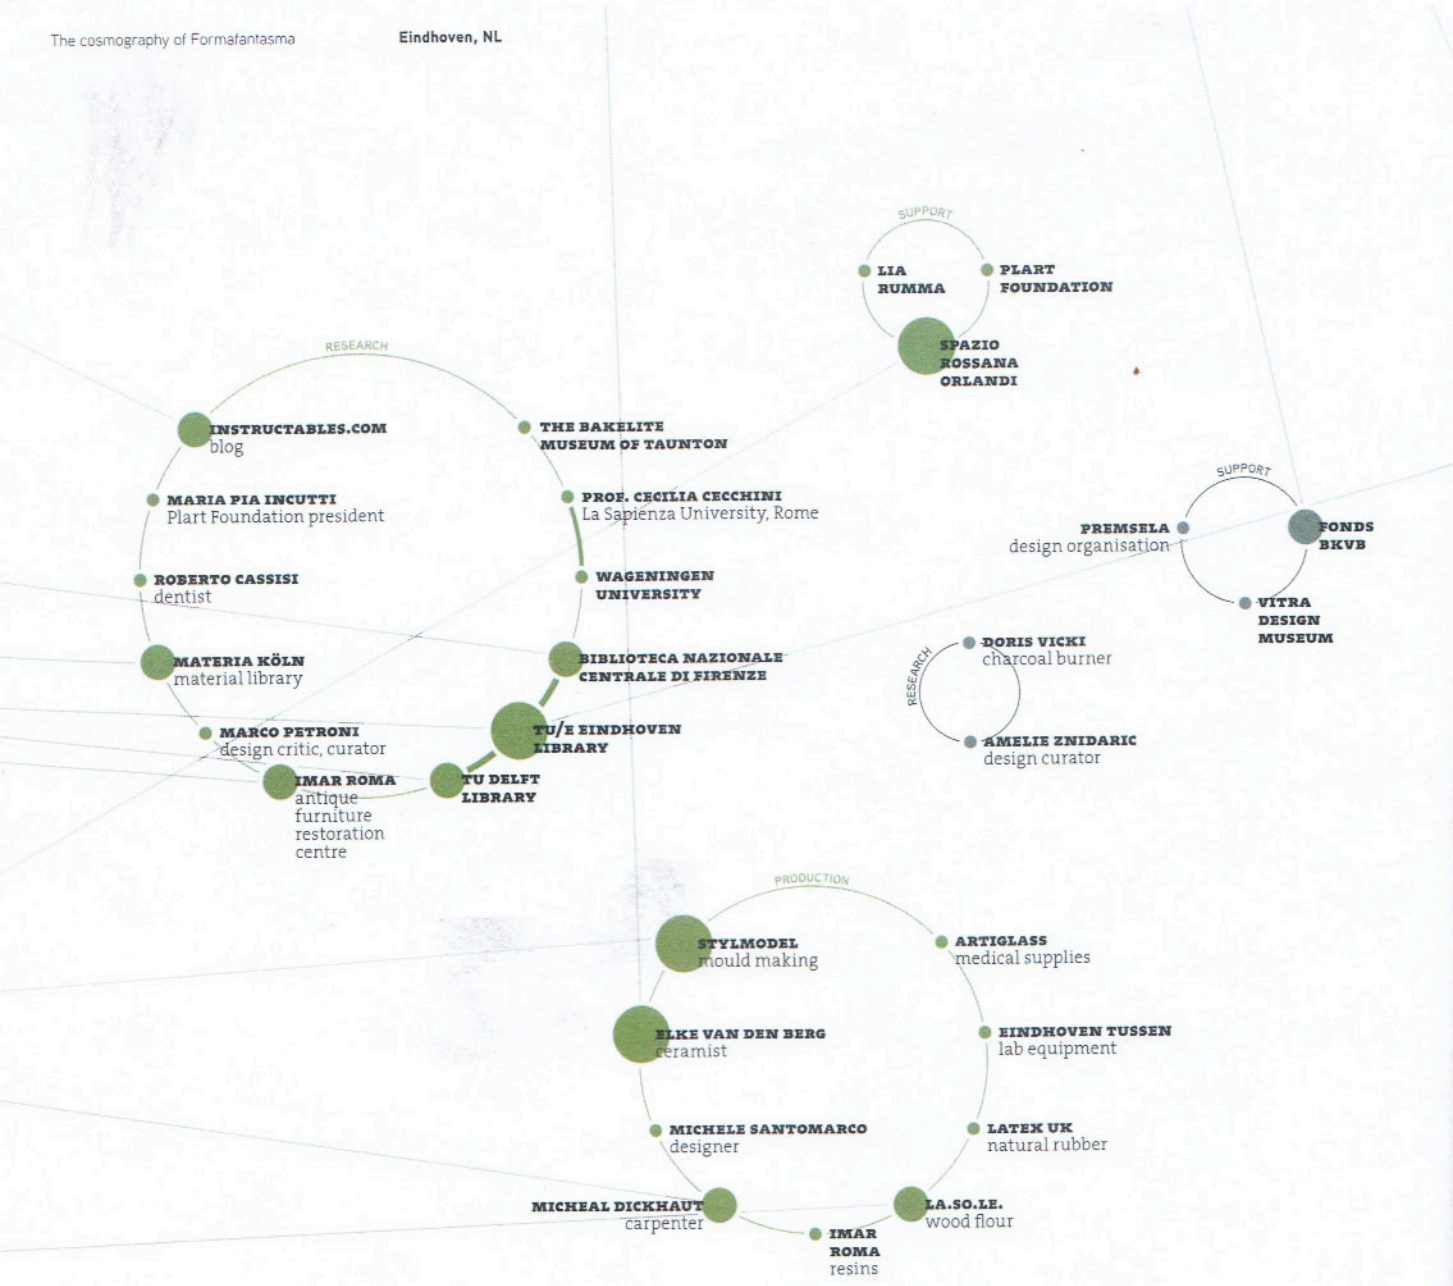 The cosmography of Formafantasma
Eindhoven, NL
SUPPORT
LIA
RUMMA
PLART
FOUNDATION
SPAZIO
ROSSANA
ORLANDI
RESEARCH
INSTRUCTABLES.COM
blog
THE BAKELITE
MUSEUM OF TAUNTON
MARIA PIA INCUTTI
Plart Foundation president
PROF. CECILIA CECCHINI
La Sapienza University, Rome
ROBERTO CASSISI
dentist
WAGENINGEN
UNIVERSITY
MATERIA KÖLN
material library
BIBLIOTECA NAZIONALE
CENTRALE DI FIRENZE
MARCO PETRONI
design critic, curator
TU/E EINDHOVEN
LIBRARY
IMAR ROMA
antique
furniture
restoration
centre
TU DELFT
LIBRARY
SUPPORT
PREMSELA
design organisation
FONDS
BKVB
VITRA
DESIGN
MUSEUM
RESEARCH
DORIS VICKI
charcoal burner
AMELIE ZNIDARIC
design curator
PRODUCTION
STYLMODEL
mould making
ARTIGLASS
medical supplies
ELKE VAN DEN BERG
ceramist
EINDHOVEN TUSSEN
lab equipment
MICHELE SANTOMARCO
designer
LATEX UK
natural rubber
MICHEAL DICKHAUT
carpenter
LA.SO.LE.
wood flour
IMAR
ROMA
resins